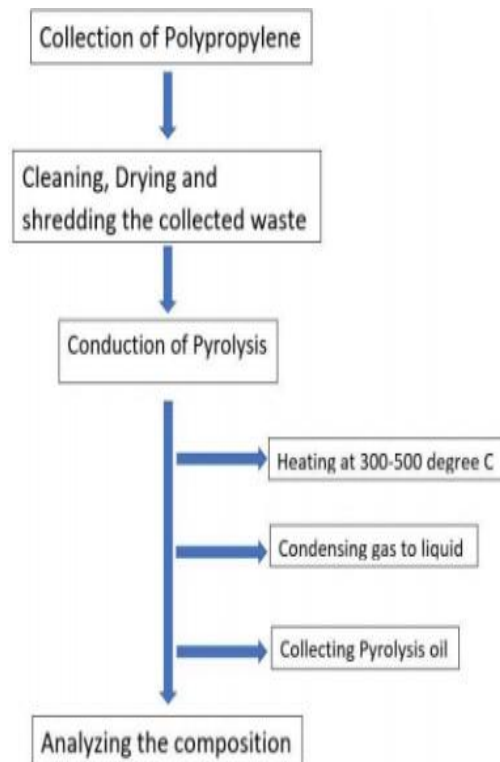 Collection of Polypropylene
Cleaning, Drying and
shredding the collected waste
Conduction of Pyrolysis
Heating at 300-500 degree C
Condensing gas to liquid
Collecting Pyrolysis oil
Analyzing the composition